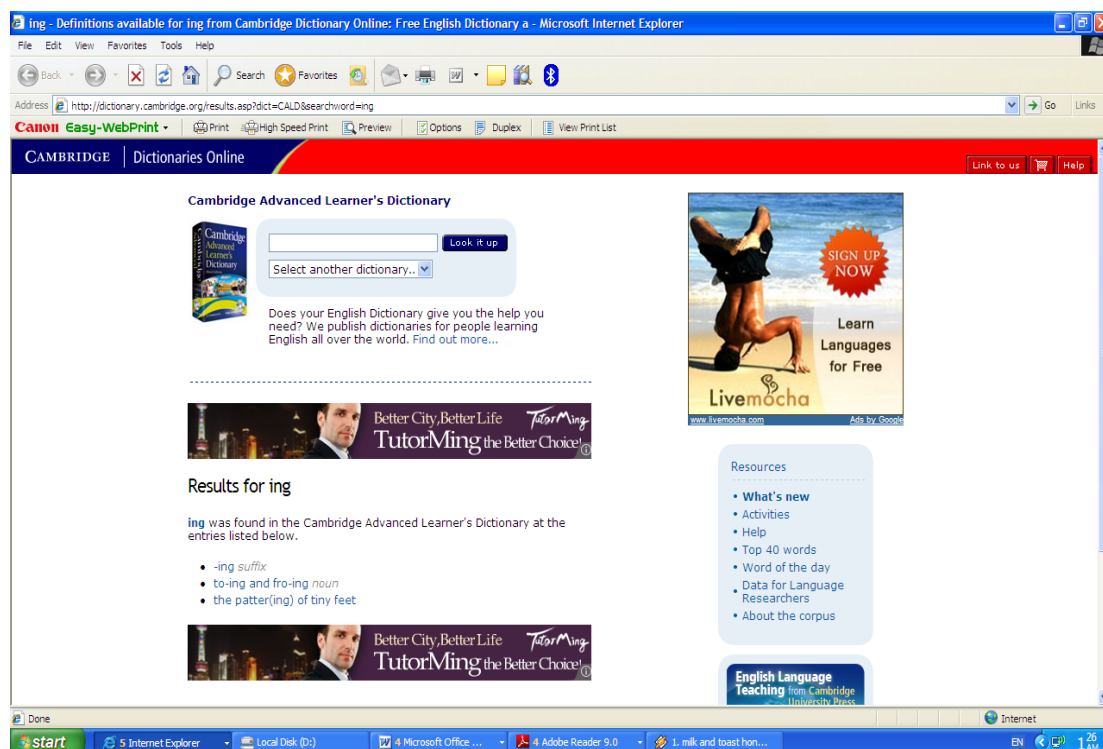 ing - Definitions available for ing from Cambridge Dictionary Online: Free English Dictionary a - Microsoft Internet Explorer
File Edit View Favorites Tools Help
Back Search Favorites
Address http://dictionary.cambridge.org/results.asp?dict=CALD&searchword=ing Go Links
Canon Easy-WebPrint Print High Speed Print Preview Options Duplex View Print List
CAMBRIDGE Dictionaries Online
Link to us Help
Cambridge Advanced Learner's Dictionary
Cambridge
Advanced
Learner's
Dictionary
Look it up
Select another dictionary..
Does your English Dictionary give you the help you
need? We publish dictionaries for people learning
English all over the world. Find out more...
SIGN UP
NOW
Learn
Languages
for Free
Livemocha
www.livemocha.com Ads by Google
Better City,Better Life TutorMing
TutorMing the Better Choice!
Results for ing
ing was found in the Cambridge Advanced Learner's Dictionary at the
entries listed below.
• -ing suffix
• to-ing and fro-ing noun
• the patter(ing) of tiny feet
Better City,Better Life TutorMing
TutorMing the Better Choice!
Resources
• What's new
• Activities
• Help
• Top 40 words
• Word of the day
• Data for Language
Researchers
• About the corpus
English Language
Teaching from Cambridge
University Press
Done Internet
start 5 Internet Explorer Local Disk (D:) 4 Microsoft Office ... 4 Adobe Reader 9.0 1. milk and toast hon... EN 1 26 AM